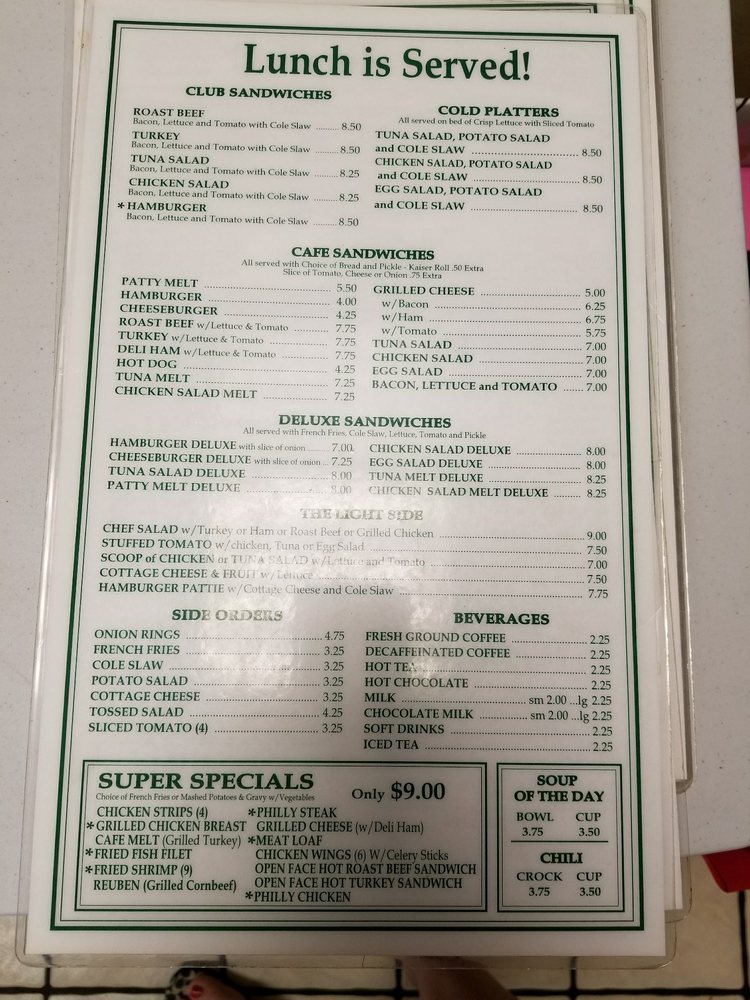 Lunch is Served!
CLUB SANDWICHES
ROAST BEEF
Bacon, Lettuce and Tomato with Cole Slaw ......... 8.50
TURKEY
Bacon, Lettuce and Tomato with Cole Slaw ......... 8.50
TUNA SALAD
Bacon, Lettuce and Tomato with Cole Slaw ......... 8.25
CHICKEN SALAD
Bacon, Lettuce and Tomato with Cole Slaw ......... 8.25
* HAMBURGER
Bacon, Lettuce and Tomato with Cole Slaw ......... 8.50
COLD PLATTERS
All served on bed of Crisp Lettuce with Sliced Tomato
TUNA SALAD, POTATO SALAD
and COLE SLAW ......... 8.50
CHICKEN SALAD, POTATO SALAD
and COLE SLAW ......... 8.50
EGG SALAD, POTATO SALAD
and COLE SLAW ......... 8.50
CAFE SANDWICHES
All served with Choice of Bread and Pickle - Kaiser Roll .50 Extra
Slice of Tomato, Cheese or Onion .75 Extra
PATTY MELT ......... 5.50
HAMBURGER ......... 4.00
CHEESEBURGER ......... 4.25
ROAST BEEF w/Lettuce & Tomato ......... 7.75
TURKEY w/Lettuce & Tomato ......... 7.75
DELI HAM w/Lettuce & Tomato ......... 7.75
HOT DOG ......... 4.25
TUNA MELT ......... 7.25
CHICKEN SALAD MELT ......... 7.25
GRILLED CHEESE ......... 5.00
w/Bacon ......... 6.25
w/Ham ......... 6.75
w/Tomato ......... 5.75
TUNA SALAD ......... 7.00
CHICKEN SALAD ......... 7.00
EGG SALAD ......... 7.00
BACON, LETTUCE and TOMATO ...... 7.00
DELUXE SANDWICHES
All served with French Fries, Cole Slaw, Lettuce, Tomato and Pickle
HAMBURGER DELUXE with slice of onion ......... 7.00
CHEESEBURGER DELUXE with slice of onion ... 7.25
TUNA SALAD DELUXE ......... 8.00
PATTY MELT DELUXE ......... 8.00
CHICKEN SALAD DELUXE ......... 8.00
EGG SALAD DELUXE ......... 8.00
TUNA MELT DELUXE ......... 8.25
CHICKEN SALAD MELT DELUXE ......... 8.25
THE LIGHT SIDE
CHEF SALAD w/Turkey or Ham or Roast Beef or Grilled Chicken ......... 9.00
STUFFED TOMATO w/chicken, Tuna or Egg Salad ......... 7.50
SCOOP of CHICKEN or TUNA SALAD w/Lettuce and Tomato ......... 7.00
COTTAGE CHEESE & FRUIT w/Lettuce ......... 7.50
HAMBURGER PATTIE w/Cottage Cheese and Cole Slaw ......... 7.75
SIDE ORDERS
ONION RINGS ......... 4.75
FRENCH FRIES ......... 3.25
COLE SLAW ......... 3.25
POTATO SALAD ......... 3.25
COTTAGE CHEESE ......... 3.25
TOSSED SALAD ......... 4.25
SLICED TOMATO (4) ......... 3.25
BEVERAGES
FRESH GROUND COFFEE ......... 2.25
DECAFFEINATED COFFEE ......... 2.25
HOT TEA ......... 2.25
HOT CHOCOLATE ......... 2.25
MILK ......... sm 2.00 ...lg 2.25
CHOCOLATE MILK ......... sm 2.00 ...lg 2.25
SOFT DRINKS ......... 2.25
ICED TEA ......... 2.25
SUPER SPECIALS Only $9.00
Choice of French Fries or Mashed Potatoes & Gravy w/Vegetables
CHICKEN STRIPS (4)
* GRILLED CHICKEN BREAST
CAFE MELT (Grilled Turkey)
* FRIED FISH FILET
* FRIED SHRIMP (9)
REUBEN (Grilled Cornbeef)
* PHILLY STEAK
GRILLED CHEESE (w/Deli Ham)
* MEAT LOAF
CHICKEN WINGS (6) W/Celery Sticks
OPEN FACE HOT ROAST BEEF SANDWICH
OPEN FACE HOT TURKEY SANDWICH
* PHILLY CHICKEN
SOUP
OF THE DAY
BOWL CUP
3.75 3.50
CHILI
CROCK CUP
3.75 3.50